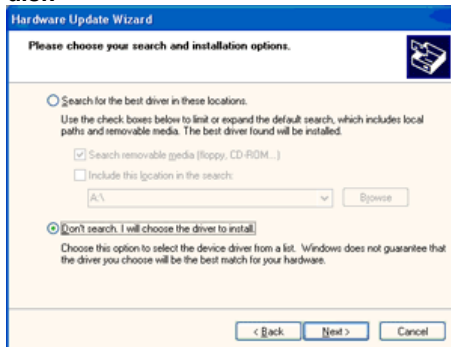 Hardware Update Wizard
Please choose your search and installation options.
Search for the best driver in these locations.
Use the check boxes below to limit or expand the default search, which includes local
paths and removable media. The best driver found will be installed.
Search removable media (floppy, CD-ROM...)
Include this location in the search:
A:\
Browse
Don't search. I will choose the driver to install.
Choose this option to select the device driver from a list. Windows does not guarantee that
the driver you choose will be the best match for your hardware.
< Back Next > Cancel